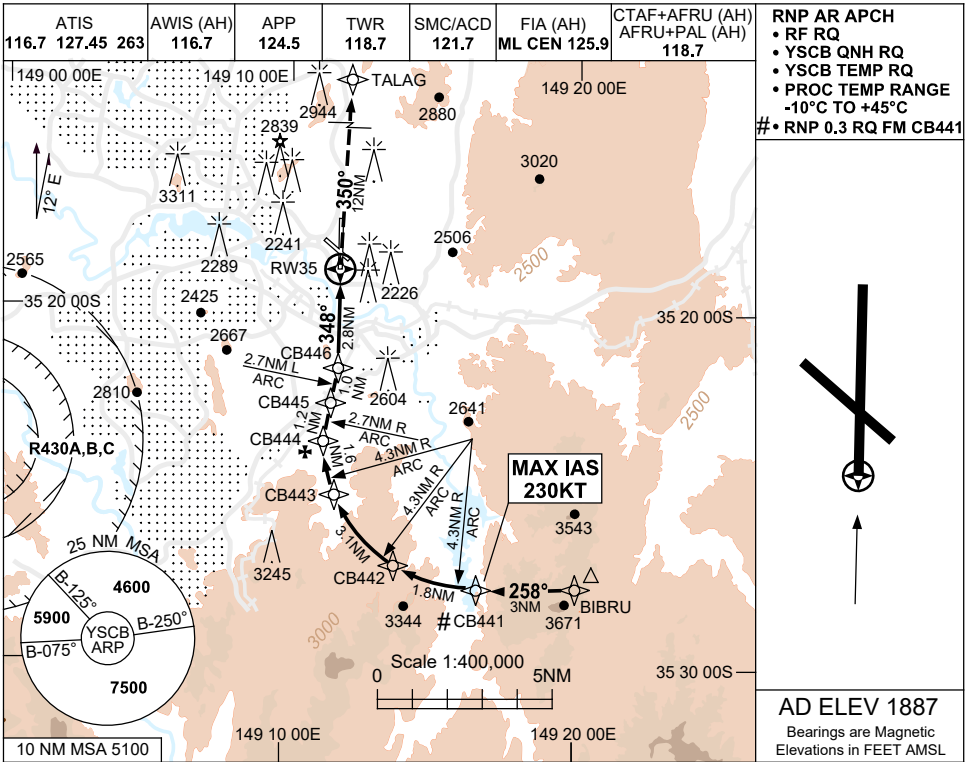 ATIS
116.7 127.45 263
AWIS (AH)
116.7
APP
124.5
TWR
118.7
SMC/ACD
121.7
FIA (AH)
ML CEN 125.9
CTAF+AFRU (AH)
AFRU+PAL (AH)
118.7
RNP AR APCH
• RF RQ
• YSCB QNH RQ
• YSCB TEMP RQ
• PROC TEMP RANGE
-10°C TO +45°C
#• RNP 0.3 RQ FM CB441
149 00 00E
149 10 00E
TALAG
149 20 00E
2944
2880
2839
12° E
3311
350°
12NM
3020
2241
2289
2506
2500
2565
RW35
2226
35 20 00S
2425
35 20 00S
348°
2.8NM
2667
CB446
2.7NM L
ARC
1.0
NM
2604
2810
CB445
1.2
NM
2.7NM R
ARC
2641
2500
CB444
4.3NM R
ARC
R430A,B,C
1.6
NM
MAX IAS
230KT
CB443
4.3NM R
ARC
4.3NM R
ARC
3543
3.1NM
25 NM MSA
3245
CB442
1.8NM
258°
3NM
BIBRU
B-125°
4600
3344
# CB441
3671
5900
B-250°
YSCB
ARP
3000
B-075°
Scale 1:400,000
0
5NM
7500
35 30 00S
149 10 00E
149 20 00E
10 NM MSA 5100
AD ELEV 1887
Bearings are Magnetic
Elevations in FEET AMSL